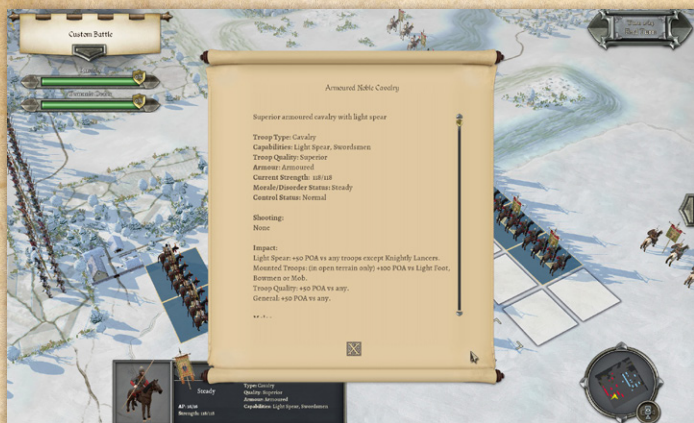 Custom Battle
Armoured Noble Cavalry
Superior armoured cavalry with light spear
Troop Type: Cavalry
Capabilities: Light Spear, Swordsmen
Troop Quality: Superior
Armour: Armoured
Current Strength: 118/118
Morale/Disorder Status: Steady
Control Status: Normal
Shooting:
None
Impact:
Light Spear: +50 POA vs any troops except Knightly Lancers.
Mounted Troops: (in open terrain only) +100 POA vs Light Foot,
Bowmen or Mob.
Troop Quality: +50 POA vs any.
General: +50 POA vs any.
Steady
Type: Cavalry
Quality: Superior
Armour: Armoured
Capabilities: Light Spear, Swordsmen